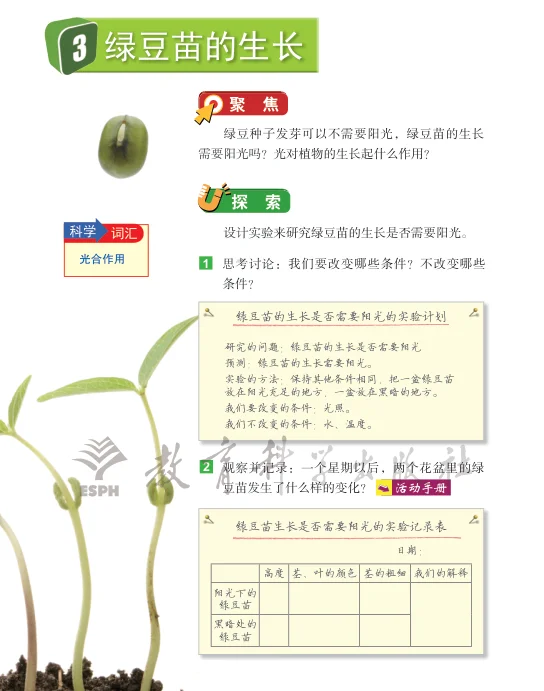 3 绿豆苗的生长
聚 焦
绿豆种子发芽可以不需要阳光，绿豆苗的生长
需要阳光吗？光对植物的生长起什么作用？
探 索
科学 词汇
光合作用
设计实验来研究绿豆苗的生长是否需要阳光。
1 思考讨论：我们要改变哪些条件？不改变哪些
条件？
绿豆苗的生长是否需要阳光的实验计划
研究的问题：绿豆苗的生长是否需要阳光
预测：绿豆苗的生长需要阳光。
实验的方法：保持其他条件相同，把一盆绿豆苗
放在阳光充足的地方，一盆放在黑暗的地方。
我们要改变的条件：光照。
我们不改变的条件：水、温度。
ESPH 教育科学出版社
2 观察并记录：一个星期以后，两个花盆里的绿
豆苗发生了什么样的变化？ 活动手册
绿豆苗生长是否需要阳光的实验记录表
日期：
高度 茎、叶的颜色 茎的粗细 我们的解释
阳光下的
绿豆苗
黑暗处的
绿豆苗